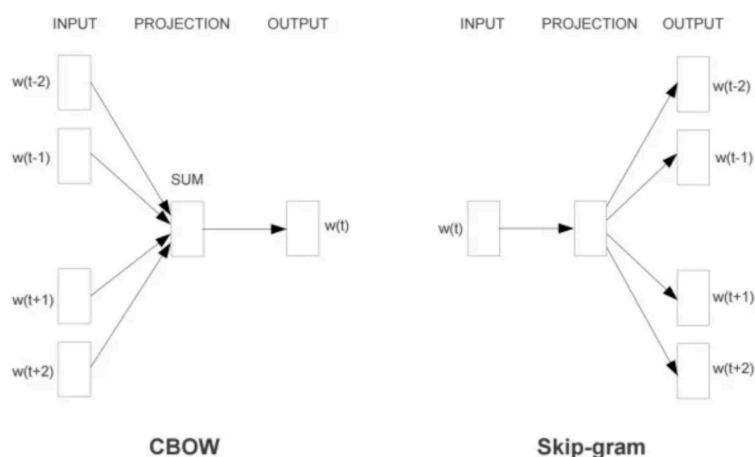 INPUT PROJECTION OUTPUT
w(t-2)
w(t-1)
SUM
w(t)
w(t+1)
w(t+2)
CBOW
INPUT PROJECTION OUTPUT
w(t-2)
w(t-1)
w(t)
w(t+1)
w(t+2)
Skip-gram